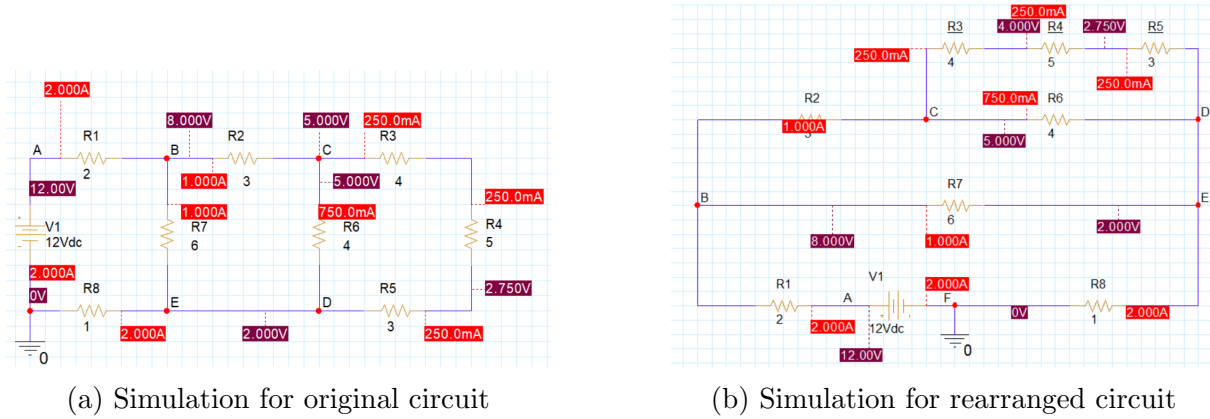 2.000A
A
R1
2
B
8.000V
R2
1.000A
3
5.000V
C
250.0mA
R3
4
5.000V
12.00V
1.000A
750.0mA
250.0mA
V1
12Vdc
R7
6
R6
4
R4
5
2.000A
0V
R8
1
2.000A
E
2.000V
D
R5
3
2.750V
250.0mA
0
(a) Simulation for original circuit
250.0mA
R3
4.000V
R4
2.750V
R5
250.0mA
4
5
3
250.0mA
R2
1.000A
3
C
750.0mA
R6
5.000V
4
D
B
R7
6
E
8.000V
1.000A
2.000V
R1
2
A
V1
2.000A
F
R8
2.000A
12Vdc
0V
1
2.000A
12.00V
0
(b) Simulation for rearranged circuit